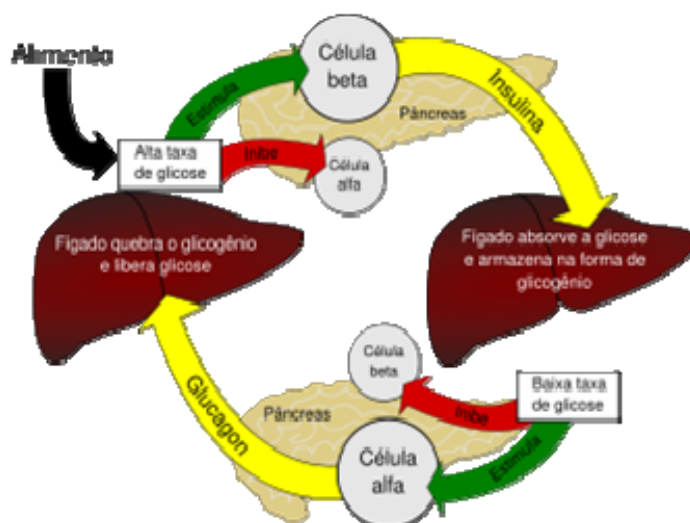 Alimento
Célula
beta
Estimula
Insulina
Pâncreas
Alta taxa
de glicose
Inibe
Célula
alfa
Fígado quebra o glicogênio
e libera glicose
Fígado absorve a glicose
e armazena na forma de
glicogênio
Célula
beta
Baixa taxa
de glicose
Inibe
Pâncreas
Glucagon
Estimula
Célula
alfa